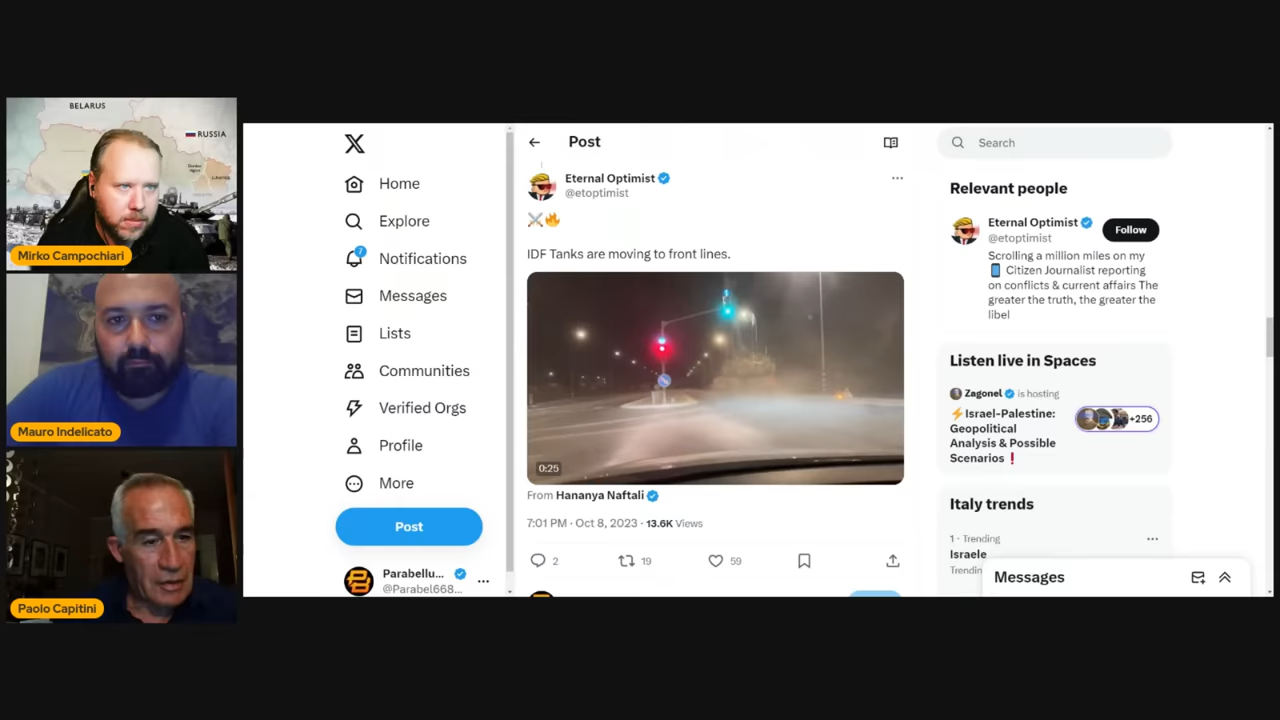 BELARUS
RUSSIA
Mirko Campochiari
Mauro Indelicato
Paolo Capitini
X
Home
Explore
7
Notifications
Messages
Lists
Communities
Verified Orgs
Profile
More
Post
Parabellu...
@Parabel668...
Post
Eternal Optimist
@etoptimist
IDF Tanks are moving to front lines.
0:25
From Hananya Naftali
7:01 PM · Oct 8, 2023 · 13.6K Views
2
19
59
Search
Relevant people
Eternal Optimist
@etoptimist
Follow
Scrolling a million miles on my
📱 Citizen Journalist reporting
on conflicts & current affairs The
greater the truth, the greater the
libel
Listen live in Spaces
Zagonel is hosting
⚡Israel-Palestine:
Geopolitical
Analysis & Possible
Scenarios❗
+256
Italy trends
1 · Trending
Israele
Trending
Messages